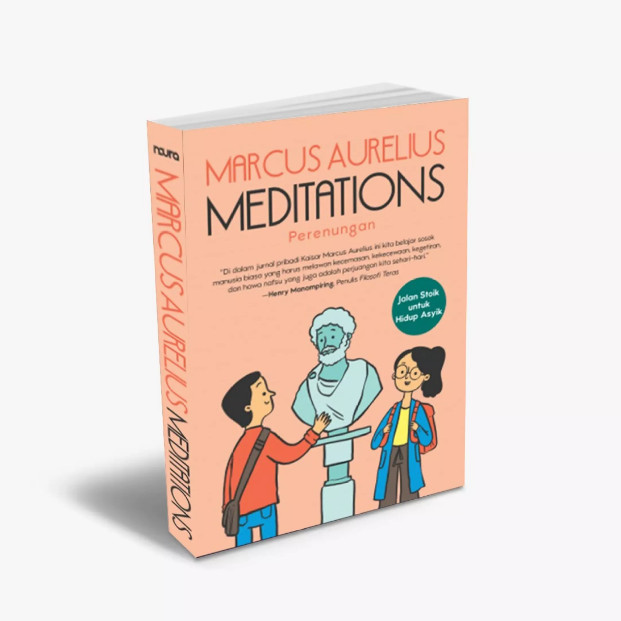 noura
MARCUS AURELIUS MEDITATIONS
MARCUS AURELIUS
MEDITATIONS
Perenungan
"Di dalam jurnal pribadi Kaisar Marcus Aurelius ini kita belajar sosok
manusia biasa yang harus melawan kecemasan, kekecewaan, kegetiran,
dan hawa nafsu yang juga adalah perjuangan kita sehari-hari."
—Henry Manampiring, Penulis Filosofi Teras
Jalan Stoik
untuk
Hidup Asyik